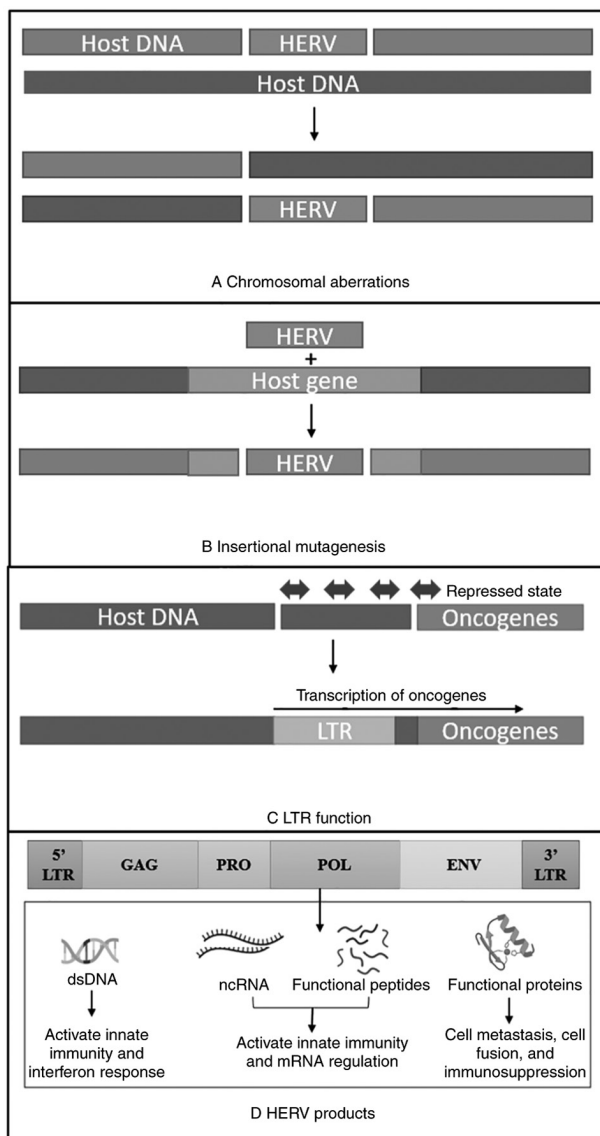 Host DNA HERV
Host DNA
HERV
A Chromosomal aberrations
HERV
+
Host gene
HERV
B Insertional mutagenesis
Repressed state
Host DNA Oncogenes
Transcription of oncogenes
LTR Oncogenes
C LTR function
5’ LTR GAG PRO POL ENV 3’ LTR
dsDNA
ncRNA Functional peptides
Functional proteins
Activate innate
immunity and
interferon response
Activate innate immunity
and mRNA regulation
Cell metastasis, cell
fusion, and
immunosuppression
D HERV products